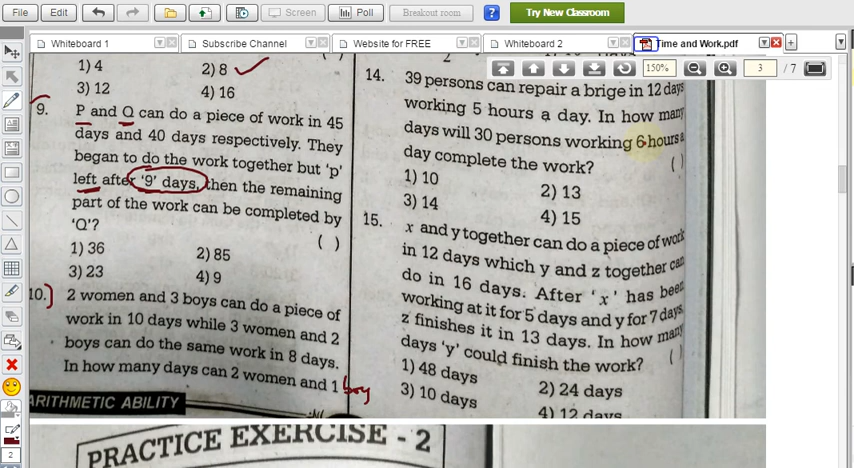 File Edit Screen Poll Breakout room ? Try New Classroom
Whiteboard 1 Subscribe Channel Website for FREE Whiteboard 2 Time and Work.pdf
150% 3 / 7
1) 4 2) 8
3) 12 4) 16
9. P and Q can do a piece of work in 45
days and 40 days respectively. They
began to do the work together but 'p'
left after '9' days, then the remaining
part of the work can be completed by
'Q'? ( )
1) 36 2) 85
3) 23 4) 9
10. 2 women and 3 boys can do a piece of
work in 10 days while 3 women and 2
boys can do the same work in 8 days.
In how many days can 2 women and 1 boy
ARITHMETIC ABILITY
14. 39 persons can repair a brige in 12 days
working 5 hours a day. In how many
days will 30 persons working 6 hours a
day complete the work? ( )
1) 10 2) 13
3) 14 4) 15
15. x and y together can do a piece of work
in 12 days which y and z together can
do in 16 days. After 'x' has been
working at it for 5 days and y for 7 days,
z finishes it in 13 days. In how many
days 'y' could finish the work? ( )
1) 48 days 2) 24 days
3) 10 days 4) 12 days
PRACTICE EXERCISE - 2
2